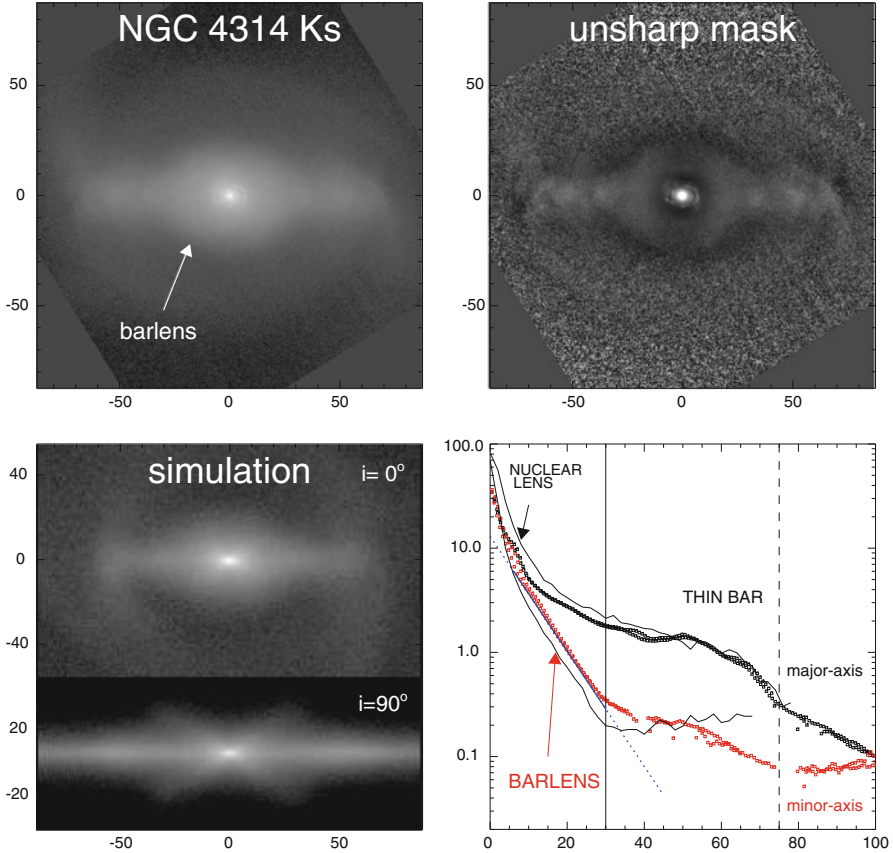 NGC 4314 Ks
50
0
-50
barlens
-50
0
50
unsharp mask
50
0
-50
-50
0
50
simulation
i= 0°
40
0
-40
i=90°
20
0
-20
-50
0
50
100.0
10.0
1.0
0.1
NUCLEAR
LENS
THIN BAR
major-axis
BARLENS
minor-axis
0
20
40
60
80
100